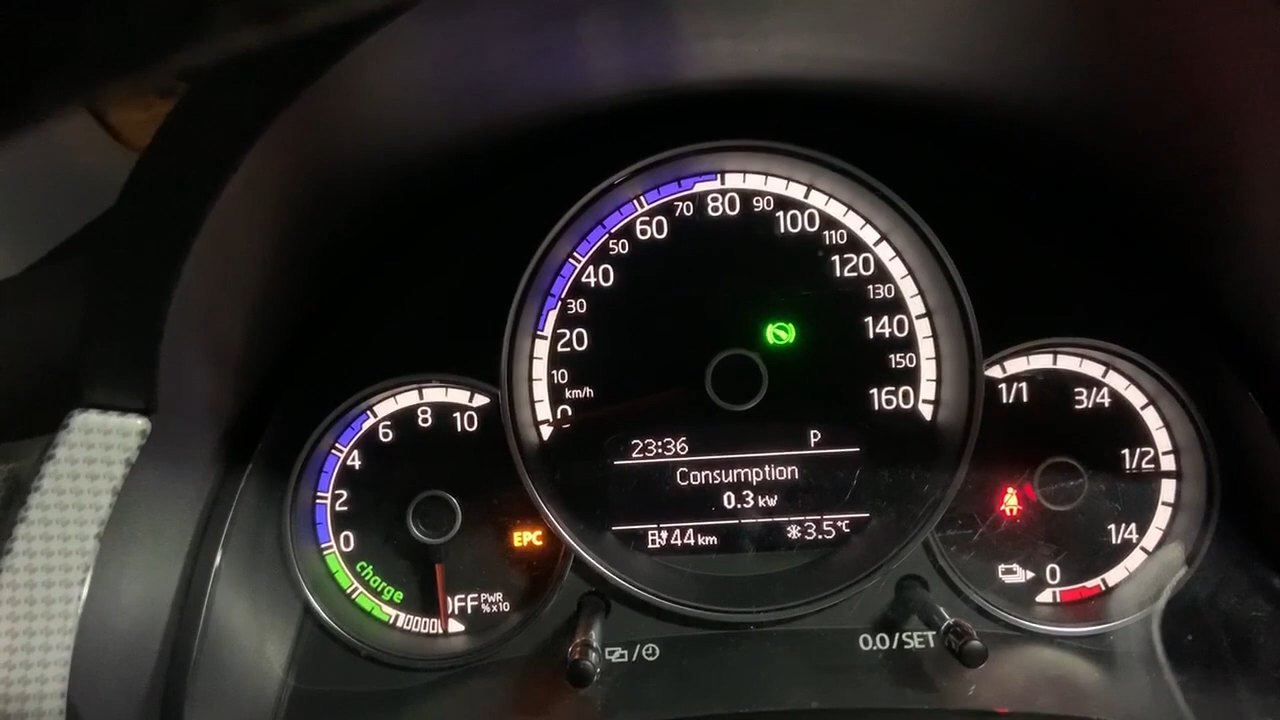 0
10
20
30
40
50
60
70
80
90
100
110
120
130
140
150
160
km/h
23:36 P
Consumption
0.3 kW
44 km 3.5°C
0
2
4
6
8
10
charge
EPC
OFF
PWR
%x10
1/1
3/4
1/2
1/4
0
0.0/SET